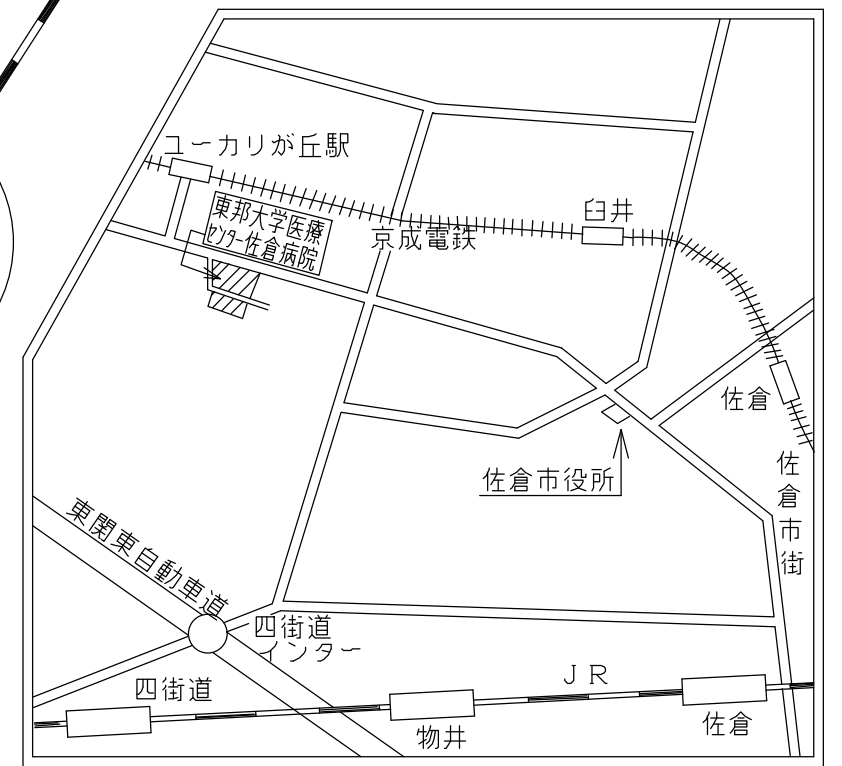 ユーカリが丘駅
東邦大学医療
センター佐倉病院
臼井
京成電鉄
佐倉
佐倉市役所
佐倉市街
東関東自動車道
四街道
インター
四街道
JR
物井
佐倉